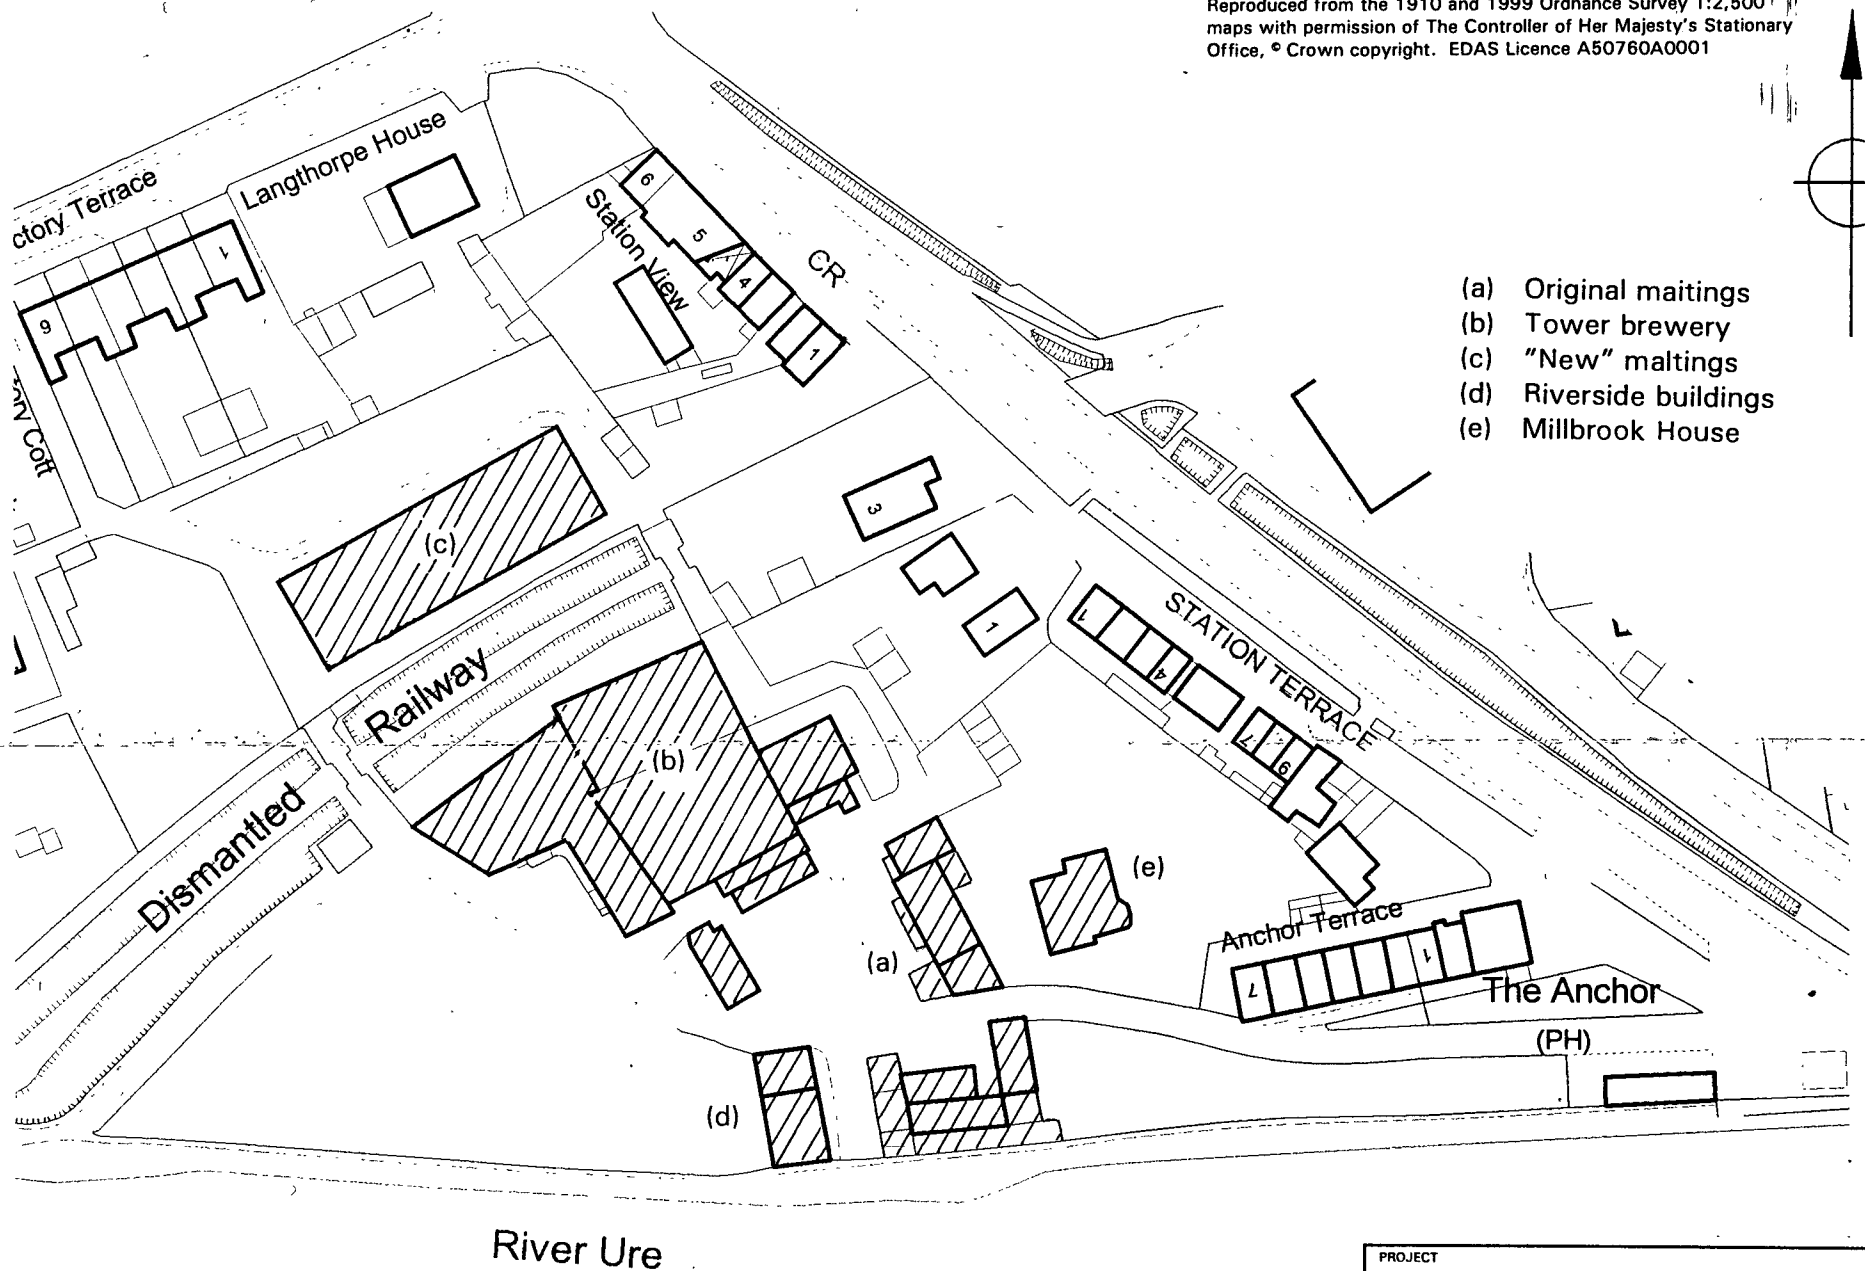 Reproduced from the 1910 and 1999 Ordnance Survey 1:2,500
maps with permission of The Controller of Her Majesty's Stationary
Office, © Crown copyright. EDAS Licence A50760A0001
(a) Original maitings
(b) Tower brewery
(c) "New" maltings
(d) Riverside buildings
(e) Millbrook House
ctory Terrace
Langthorpe House
Station View
CR
6
5
4
1
1
6
ory Cott
(c)
3
1
Railway
STATION TERRACE
1
4
7
9
(b)
Dismantled
(e)
(a)
Anchor Terrace
7
1
The Anchor
(PH)
(d)
River Ure
PROJECT